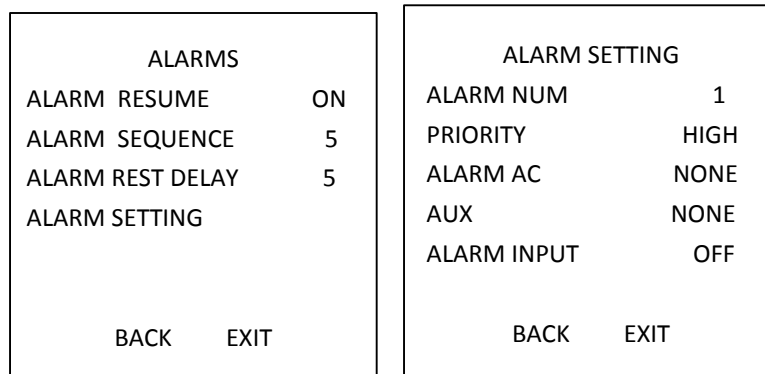 ALARMS
ALARM RESUME ON
ALARM SEQUENCE 5
ALARM REST DELAY 5
ALARM SETTING
BACK EXIT
ALARM SETTING
ALARM NUM 1
PRIORITY HIGH
ALARM AC NONE
AUX NONE
ALARM INPUT OFF
BACK EXIT